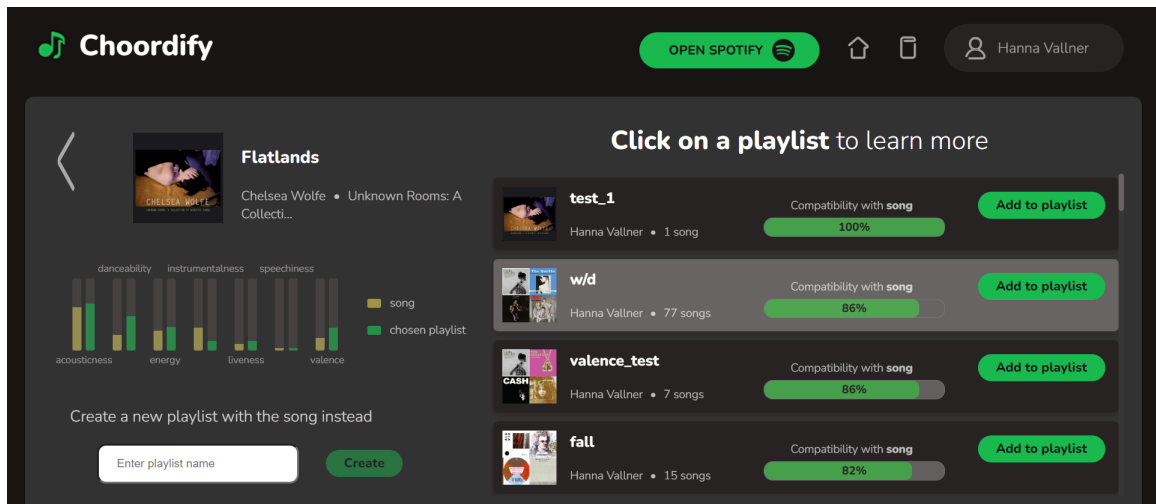 Choordify
OPEN SPOTIFY
Hanna Vallner
Flatlands
Chelsea Wolfe • Unknown Rooms: A
Collecti...
CHELSEA WOLFE
danceability instrumentalness speechiness
acousticness energy liveness valence
song
chosen playlist
Create a new playlist with the song instead
Enter playlist name
Create
Click on a playlist to learn more
test_1
Hanna Vallner • 1 song
Compatibility with song
100%
Add to playlist
w/d
Hanna Vallner • 77 songs
Compatibility with song
86%
Add to playlist
CASH
valence_test
Hanna Vallner • 7 songs
Compatibility with song
86%
Add to playlist
fall
Hanna Vallner • 15 songs
Compatibility with song
82%
Add to playlist